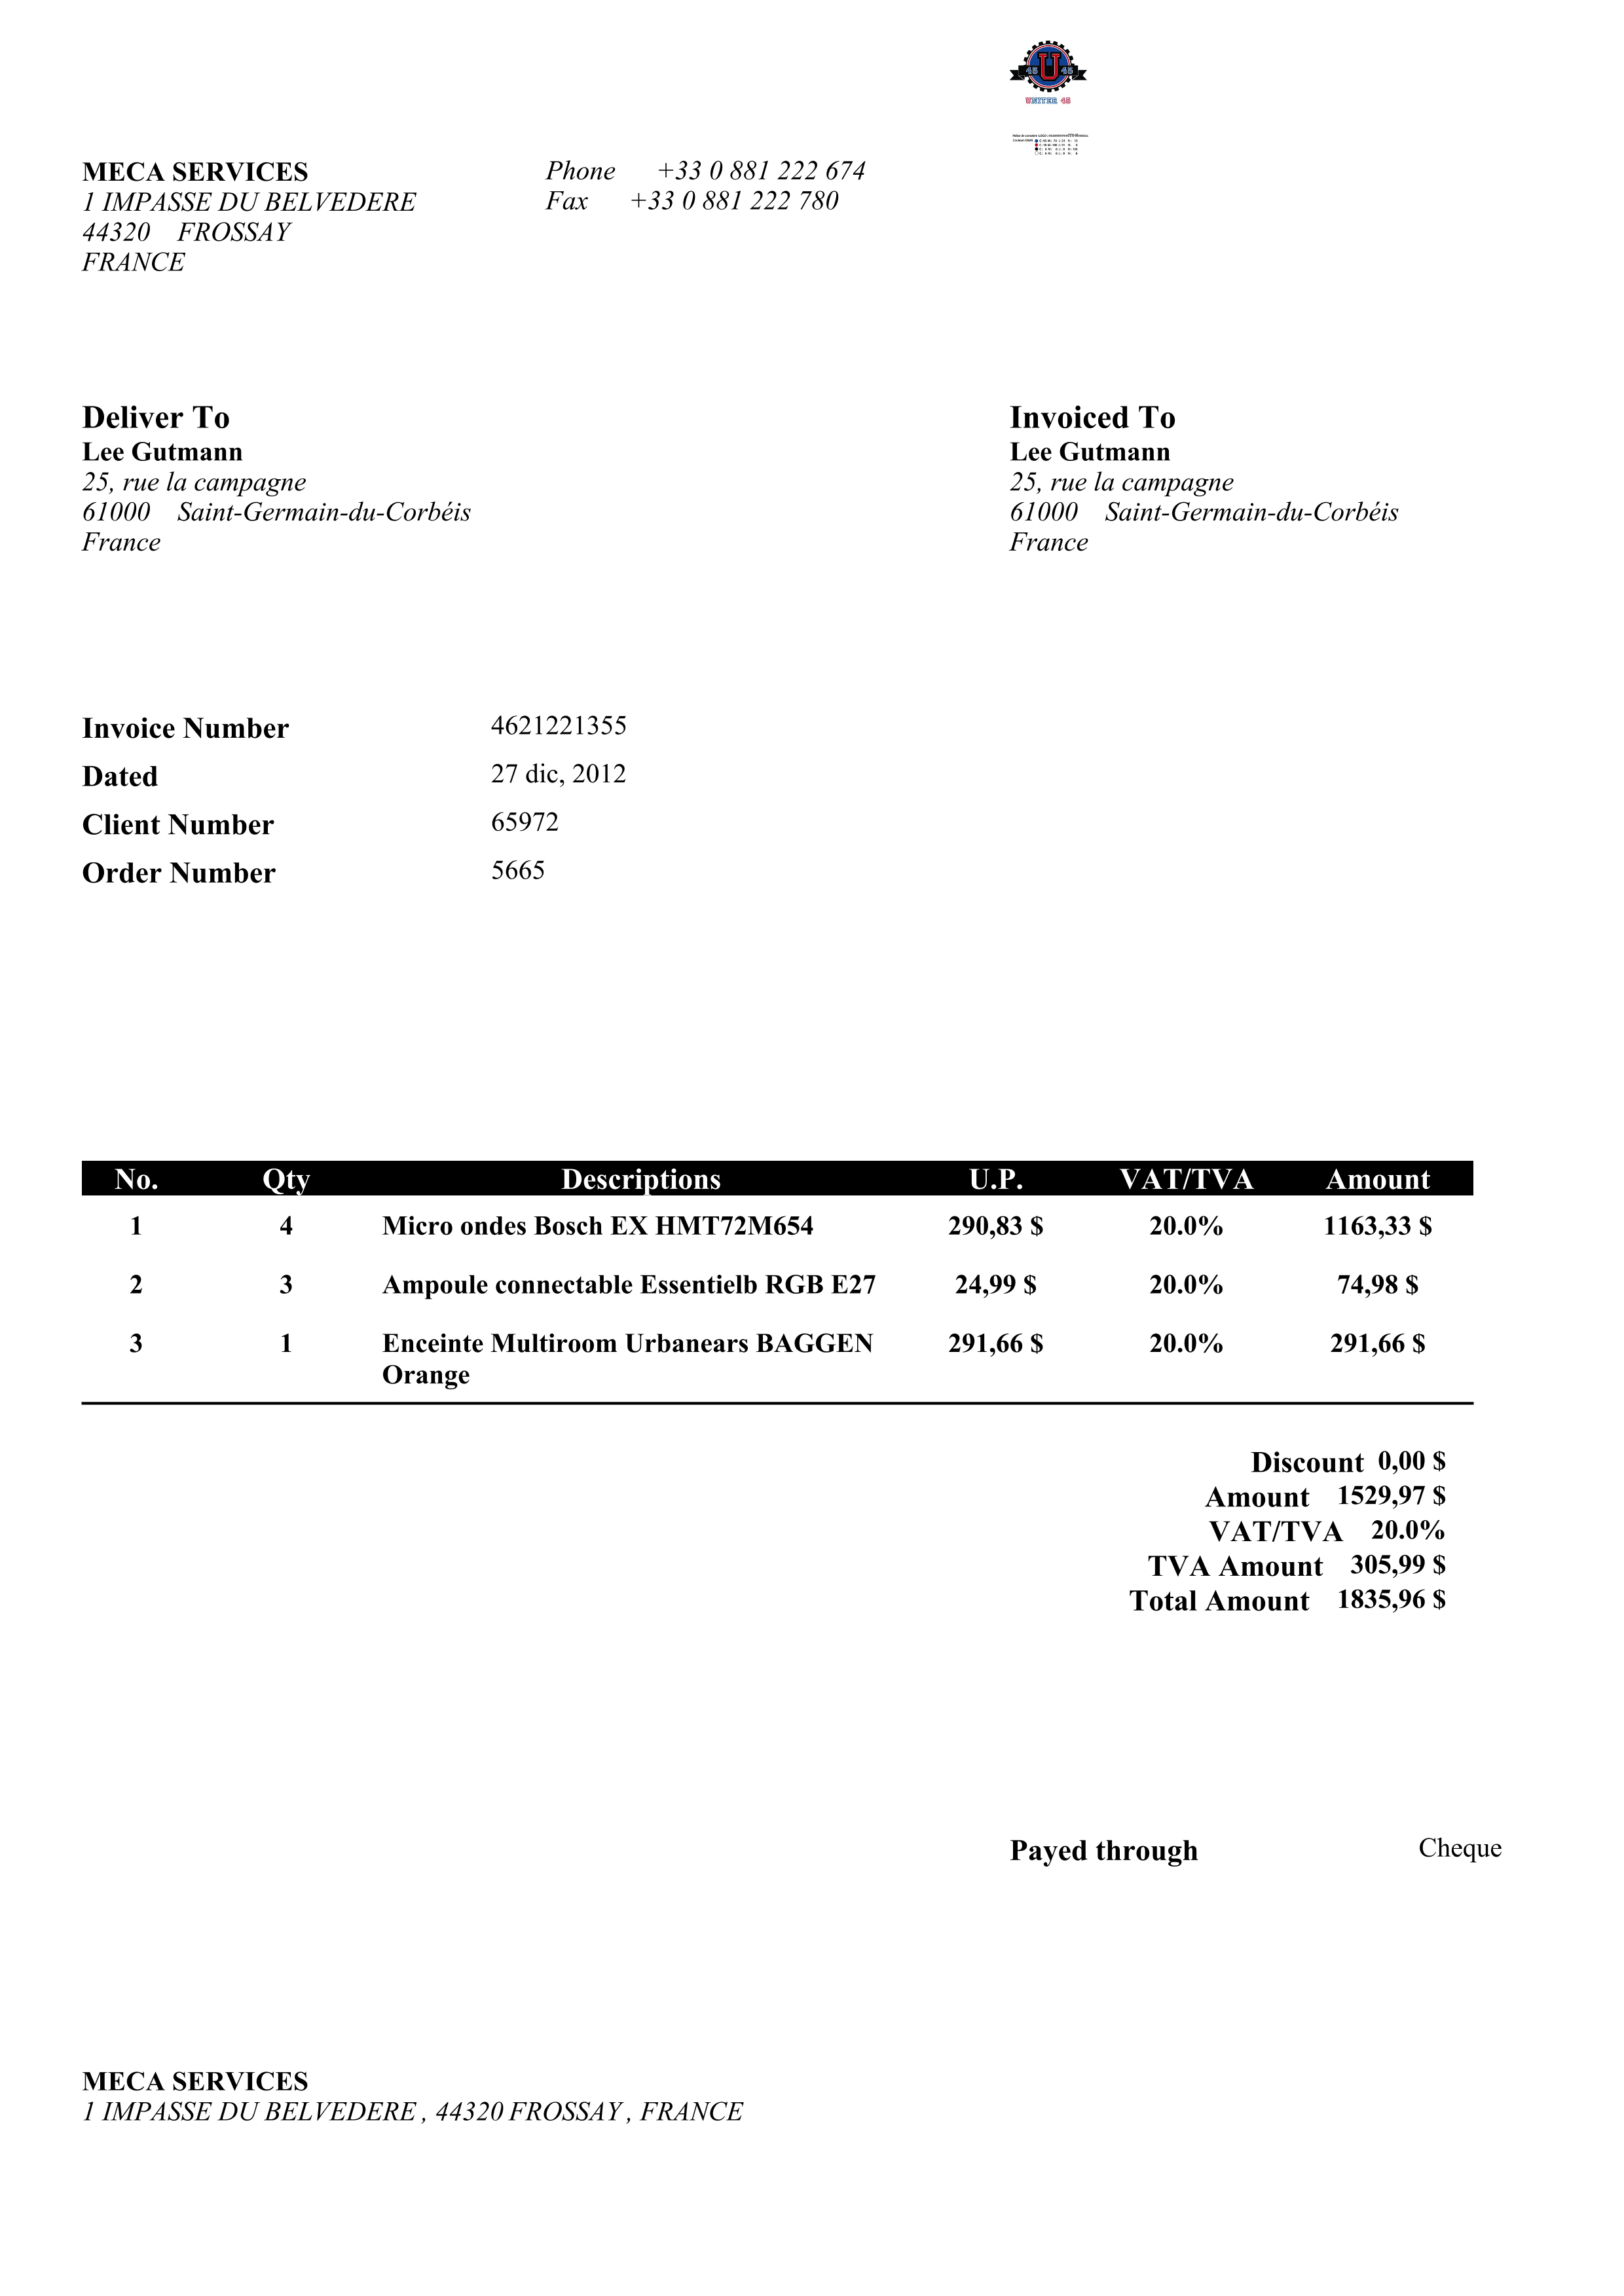 45 U 45
UNITER 45
MECA SERVICES
1 IMPASSE DU BELVEDERE
44320 FROSSAY
FRANCE
Phone +33 0 881 222 674
Fax +33 0 881 222 780
Deliver To
Lee Gutmann
25, rue la campagne
61000 Saint-Germain-du-Corbéis
France
Invoiced To
Lee Gutmann
25, rue la campagne
61000 Saint-Germain-du-Corbéis
France
Invoice Number 4621221355
Dated 27 dic, 2012
Client Number 65972
Order Number 5665
No. Qty Descriptions U.P. VAT/TVA Amount
1 4 Micro ondes Bosch EX HMT72M654 290,83 $ 20.0% 1163,33 $
2 3 Ampoule connectable Essentielb RGB E27 24,99 $ 20.0% 74,98 $
3 1 Enceinte Multiroom Urbanears BAGGEN 291,66 $ 20.0% 291,66 $
Orange
Discount 0,00 $
Amount 1529,97 $
VAT/TVA 20.0%
TVA Amount 305,99 $
Total Amount 1835,96 $
Payed through Cheque
MECA SERVICES
1 IMPASSE DU BELVEDERE , 44320 FROSSAY , FRANCE